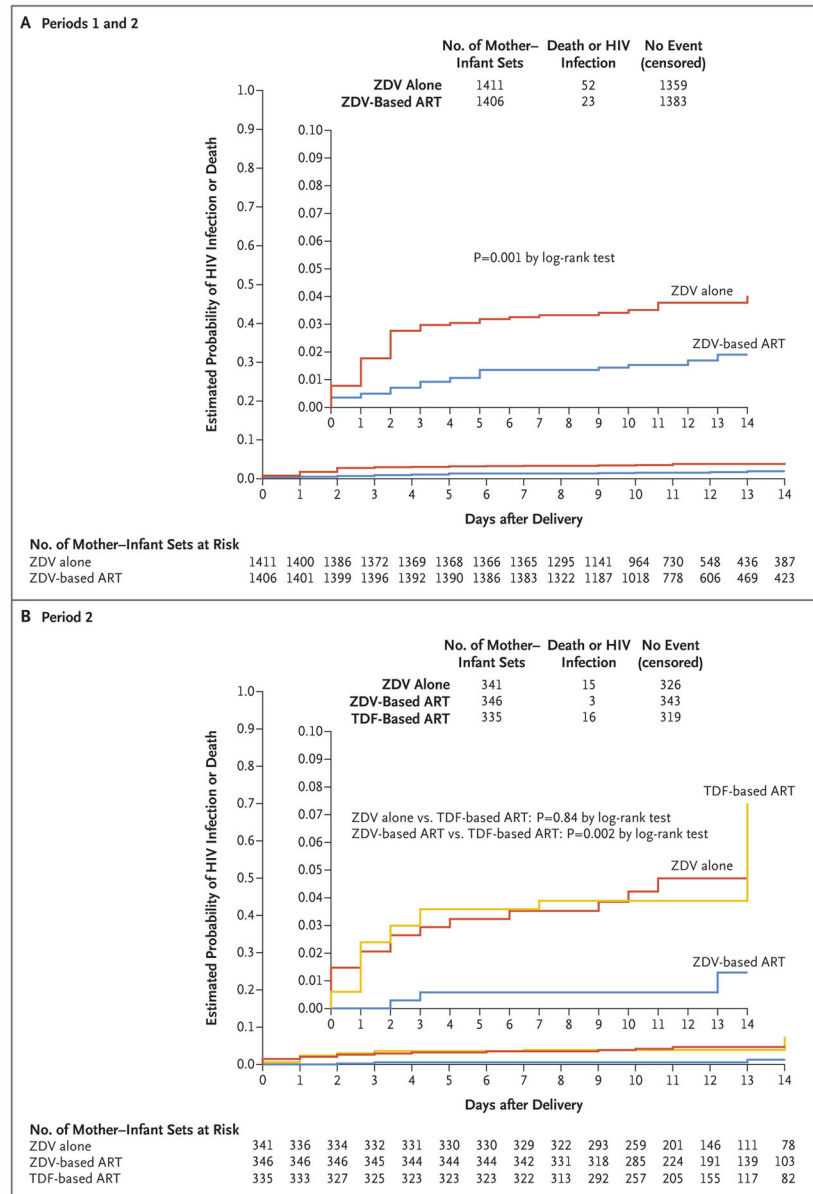 A Periods 1 and 2
No. of Mother– Infant Sets Death or HIV Infection No Event (censored)
ZDV Alone 1411 52 1359
ZDV-Based ART 1406 23 1383
Estimated Probability of HIV Infection or Death
1.0
0.9
0.8
0.7
0.6
0.5
0.4
0.3
0.2
0.1
0.0
0.10
0.09
0.08
0.07
0.06
0.05
0.04
0.03
0.02
0.01
0.00
P=0.001 by log-rank test
ZDV alone
ZDV-based ART
0 1 2 3 4 5 6 7 8 9 10 11 12 13 14
0 1 2 3 4 5 6 7 8 9 10 11 12 13 14
Days after Delivery
No. of Mother–Infant Sets at Risk
ZDV alone 1411 1400 1386 1372 1369 1368 1366 1365 1295 1141 964 730 548 436 387
ZDV-based ART 1406 1401 1399 1396 1392 1390 1386 1383 1322 1187 1018 778 606 469 423
B Period 2
No. of Mother– Infant Sets Death or HIV Infection No Event (censored)
ZDV Alone 341 15 326
ZDV-Based ART 346 3 343
TDF-Based ART 335 16 319
Estimated Probability of HIV Infection or Death
1.0
0.9
0.8
0.7
0.6
0.5
0.4
0.3
0.2
0.1
0.0
0.10
0.09
0.08
0.07
0.06
0.05
0.04
0.03
0.02
0.01
0.00
TDF-based ART
ZDV alone vs. TDF-based ART: P=0.84 by log-rank test
ZDV-based ART vs. TDF-based ART: P=0.002 by log-rank test
ZDV alone
ZDV-based ART
0 1 2 3 4 5 6 7 8 9 10 11 12 13 14
0 1 2 3 4 5 6 7 8 9 10 11 12 13 14
Days after Delivery
No. of Mother–Infant Sets at Risk
ZDV alone 341 336 334 332 331 330 330 329 322 293 259 201 146 111 78
ZDV-based ART 346 346 346 345 344 344 344 342 331 318 285 224 191 139 103
TDF-based ART 335 333 327 325 323 323 323 322 313 292 257 205 155 117 82